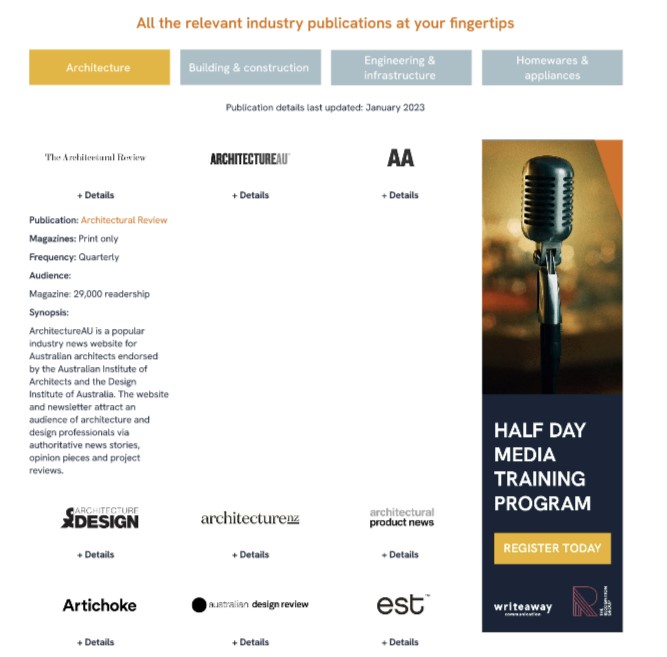 All the relevant industry publications at your fingertips
Architecture
Building & construction
Engineering &
infrastructure
Homewares &
appliances
Publication details last updated: January 2023
The Architectural Review
ARCHITECTUREAU
AA
+ Details
+ Details
+ Details
Publication: Architectural Review
Magazines: Print only
Frequency: Quarterly
Audience:
Magazine: 29,000 readership
Synopsis:
ArchitectureAU is a popular
industry news website for
Australian architects endorsed
by the Australian Institute of
Architects and the Design
Institute of Australia. The website
and newsletter attract an
audience of architecture and
design professionals via
authoritative news stories,
opinion pieces and project
reviews.
ARCHITECTURE
&DESIGN
architecturenz
architectural
product news
+ Details
+ Details
+ Details
Artichoke
australian design review
est™
+ Details
+ Details
+ Details
HALF DAY
MEDIA
TRAINING
PROGRAM
REGISTER TODAY
writeaway
communication